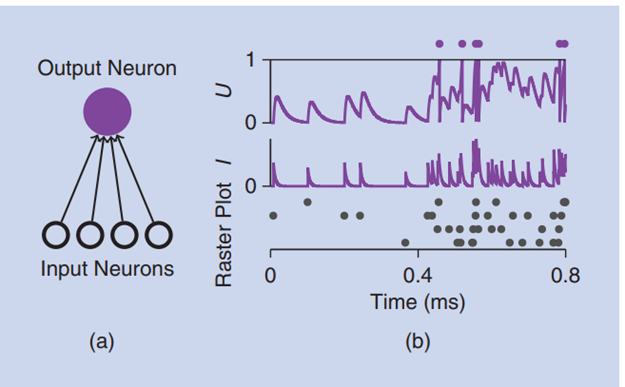 Output Neuron
Input Neurons
(a)
1
U
0
I
0
Raster Plot
0 0.4 0.8
Time (ms)
(b)